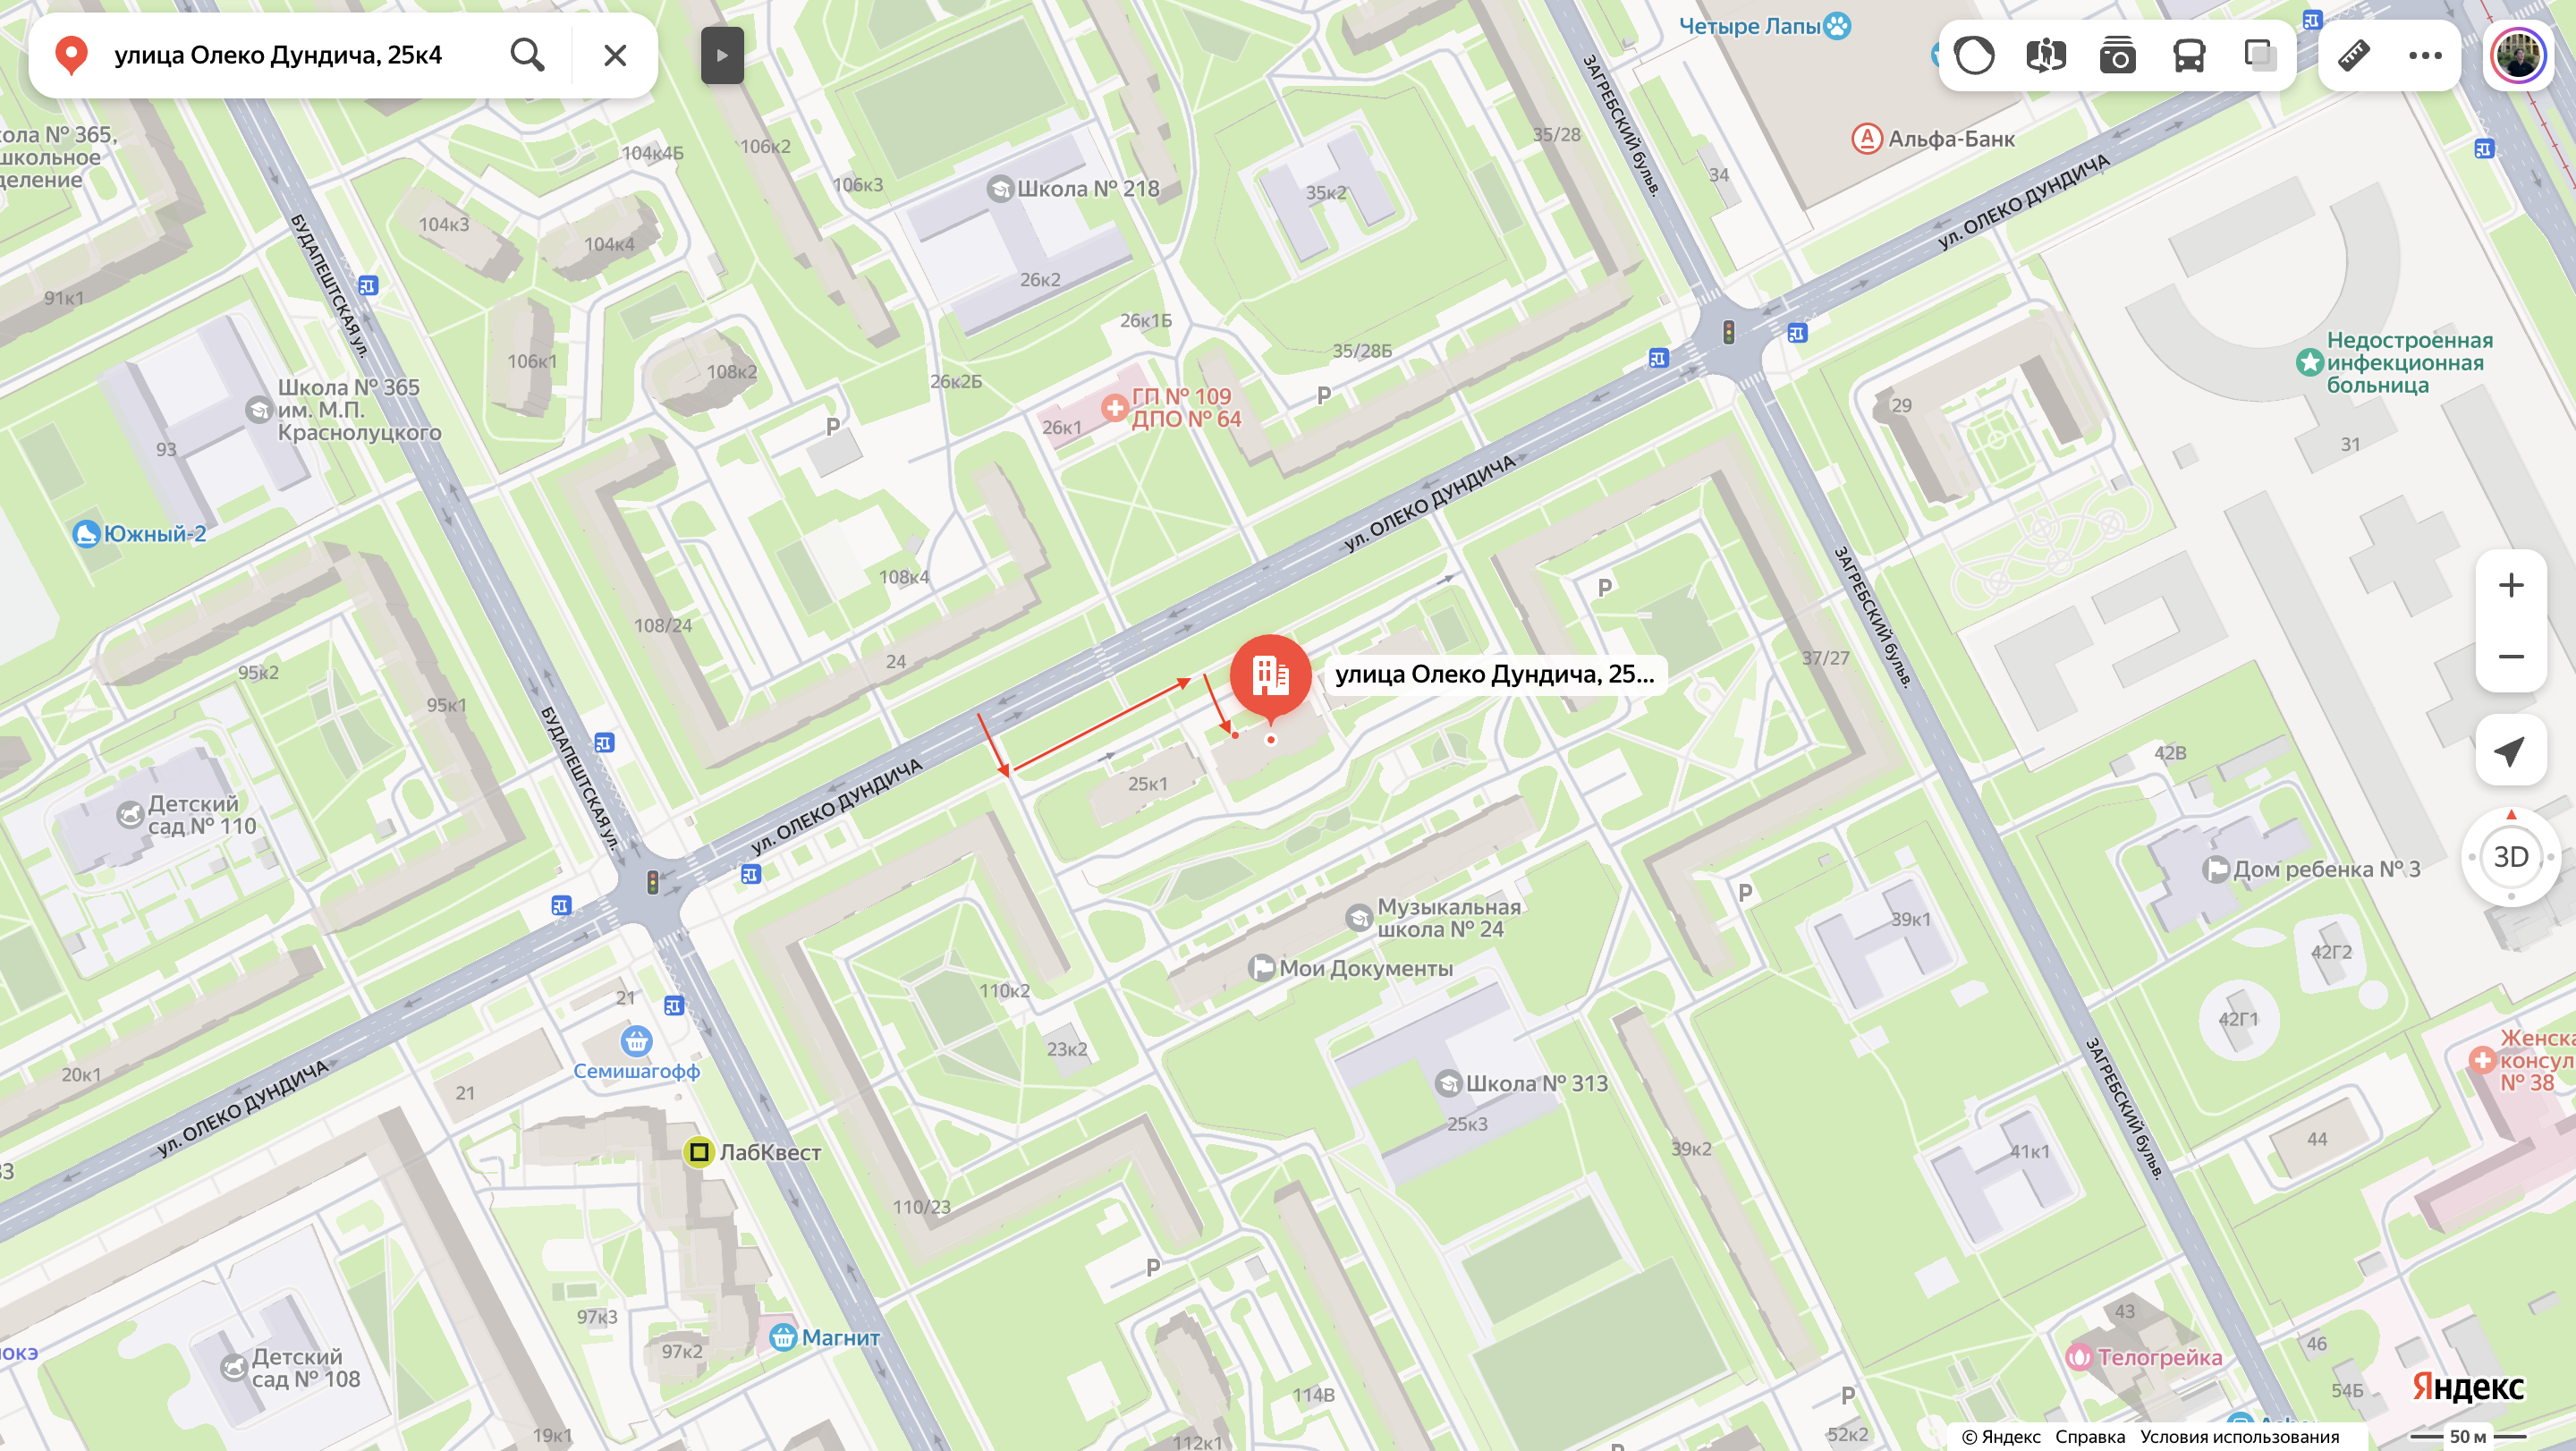 улица Олеко Дундича, 25к4
Четыре Лапы
Альфа-Банк
школьное
ЗАГРЕБСКИЙ бульв.
ул. ОЛЕКО ДУНДИЧА
104к4Б
106к2
106к3
35/28
34
Школа № 218
35к2
104к3
104к4
26к2
БУДАПЕШТСКАЯ ул.
91к1
26к1Б
35/28Б
106к1
108к2
26к2Б
P
Недостроенная
инфекционная
больница
Школа № 365
им. М.П.
Краснолуцкого
93
ГП № 109
ДПО № 64
26к1
P
29
31
ул. ОЛЕКО ДУНДИЧА
Южный-2
108к4
P
ЗАГРЕБСКИЙ бульв.
108/24
24
37/27
95к2
95к1
улица Олеко Дундича, 25...
БУДАПЕШТСКАЯ ул.
25к1
42В
ул. ОЛЕКО ДУНДИЧА
Детский
сад № 110
3D
Дом ребенка № 3
P
39к1
Музыкальная
школа № 24
Мои Документы
42Г2
42Г1
110к2
21
23к2
Семишагофф
20к1
21
Школа № 313
25к3
ЗАГРЕБСКИЙ бульв.
№ 38
ул. ОЛЕКО ДУНДИЧА
ЛабКвест
39к2
41к1
44
110/23
P
97к3
97к2
Магнит
43
Телогрейка
46
54Б
Детский
сад № 108
114В
P
19к1
112к1
52к2
Яндекс
© Яндекс Справка Условия использования 50 м